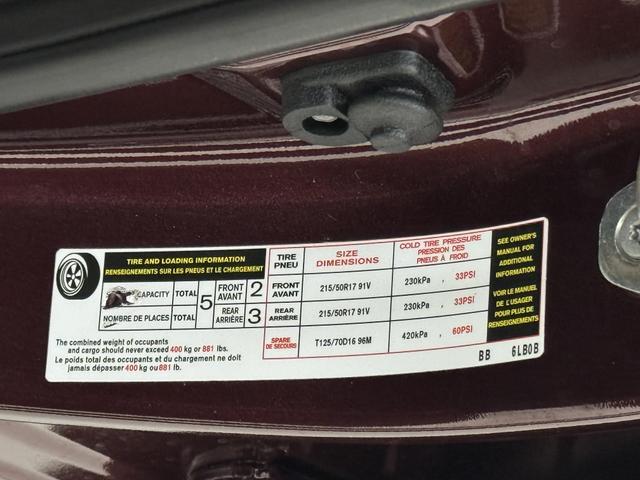 TIRE AND LOADING INFORMATION
RENSEIGNEMENTS SUR LES PNEUS ET LE CHARGEMENT
CAPACITY TOTAL 5 FRONT AVANT 2
NOMBRE DE PLACES TOTAL REAR ARRIÈRE 3
The combined weight of occupants
and cargo should never exceed 400 kg or 881 lbs.
Le poids total des occupants et du chargement ne doit
jamais dépasser 400 kg ou 881 lb.
TIRE PNEU SIZE DIMENSIONS COLD TIRE PRESSURE PRESSION DES PNEUS À FROID
FRONT AVANT 215/50R17 91V 230kPa , 33PSI
REAR ARRIÈRE 215/50R17 91V 230kPa , 33PSI
SPARE DE SECOURS T125/70D16 96M 420kPa , 60PSI
SEE OWNER'S
MANUAL FOR
ADDITIONAL
INFORMATION
VOIR LE MANUEL
DE L'USAGER
POUR PLUS DE
RENSEIGNEMENTS
BB 6LB0B